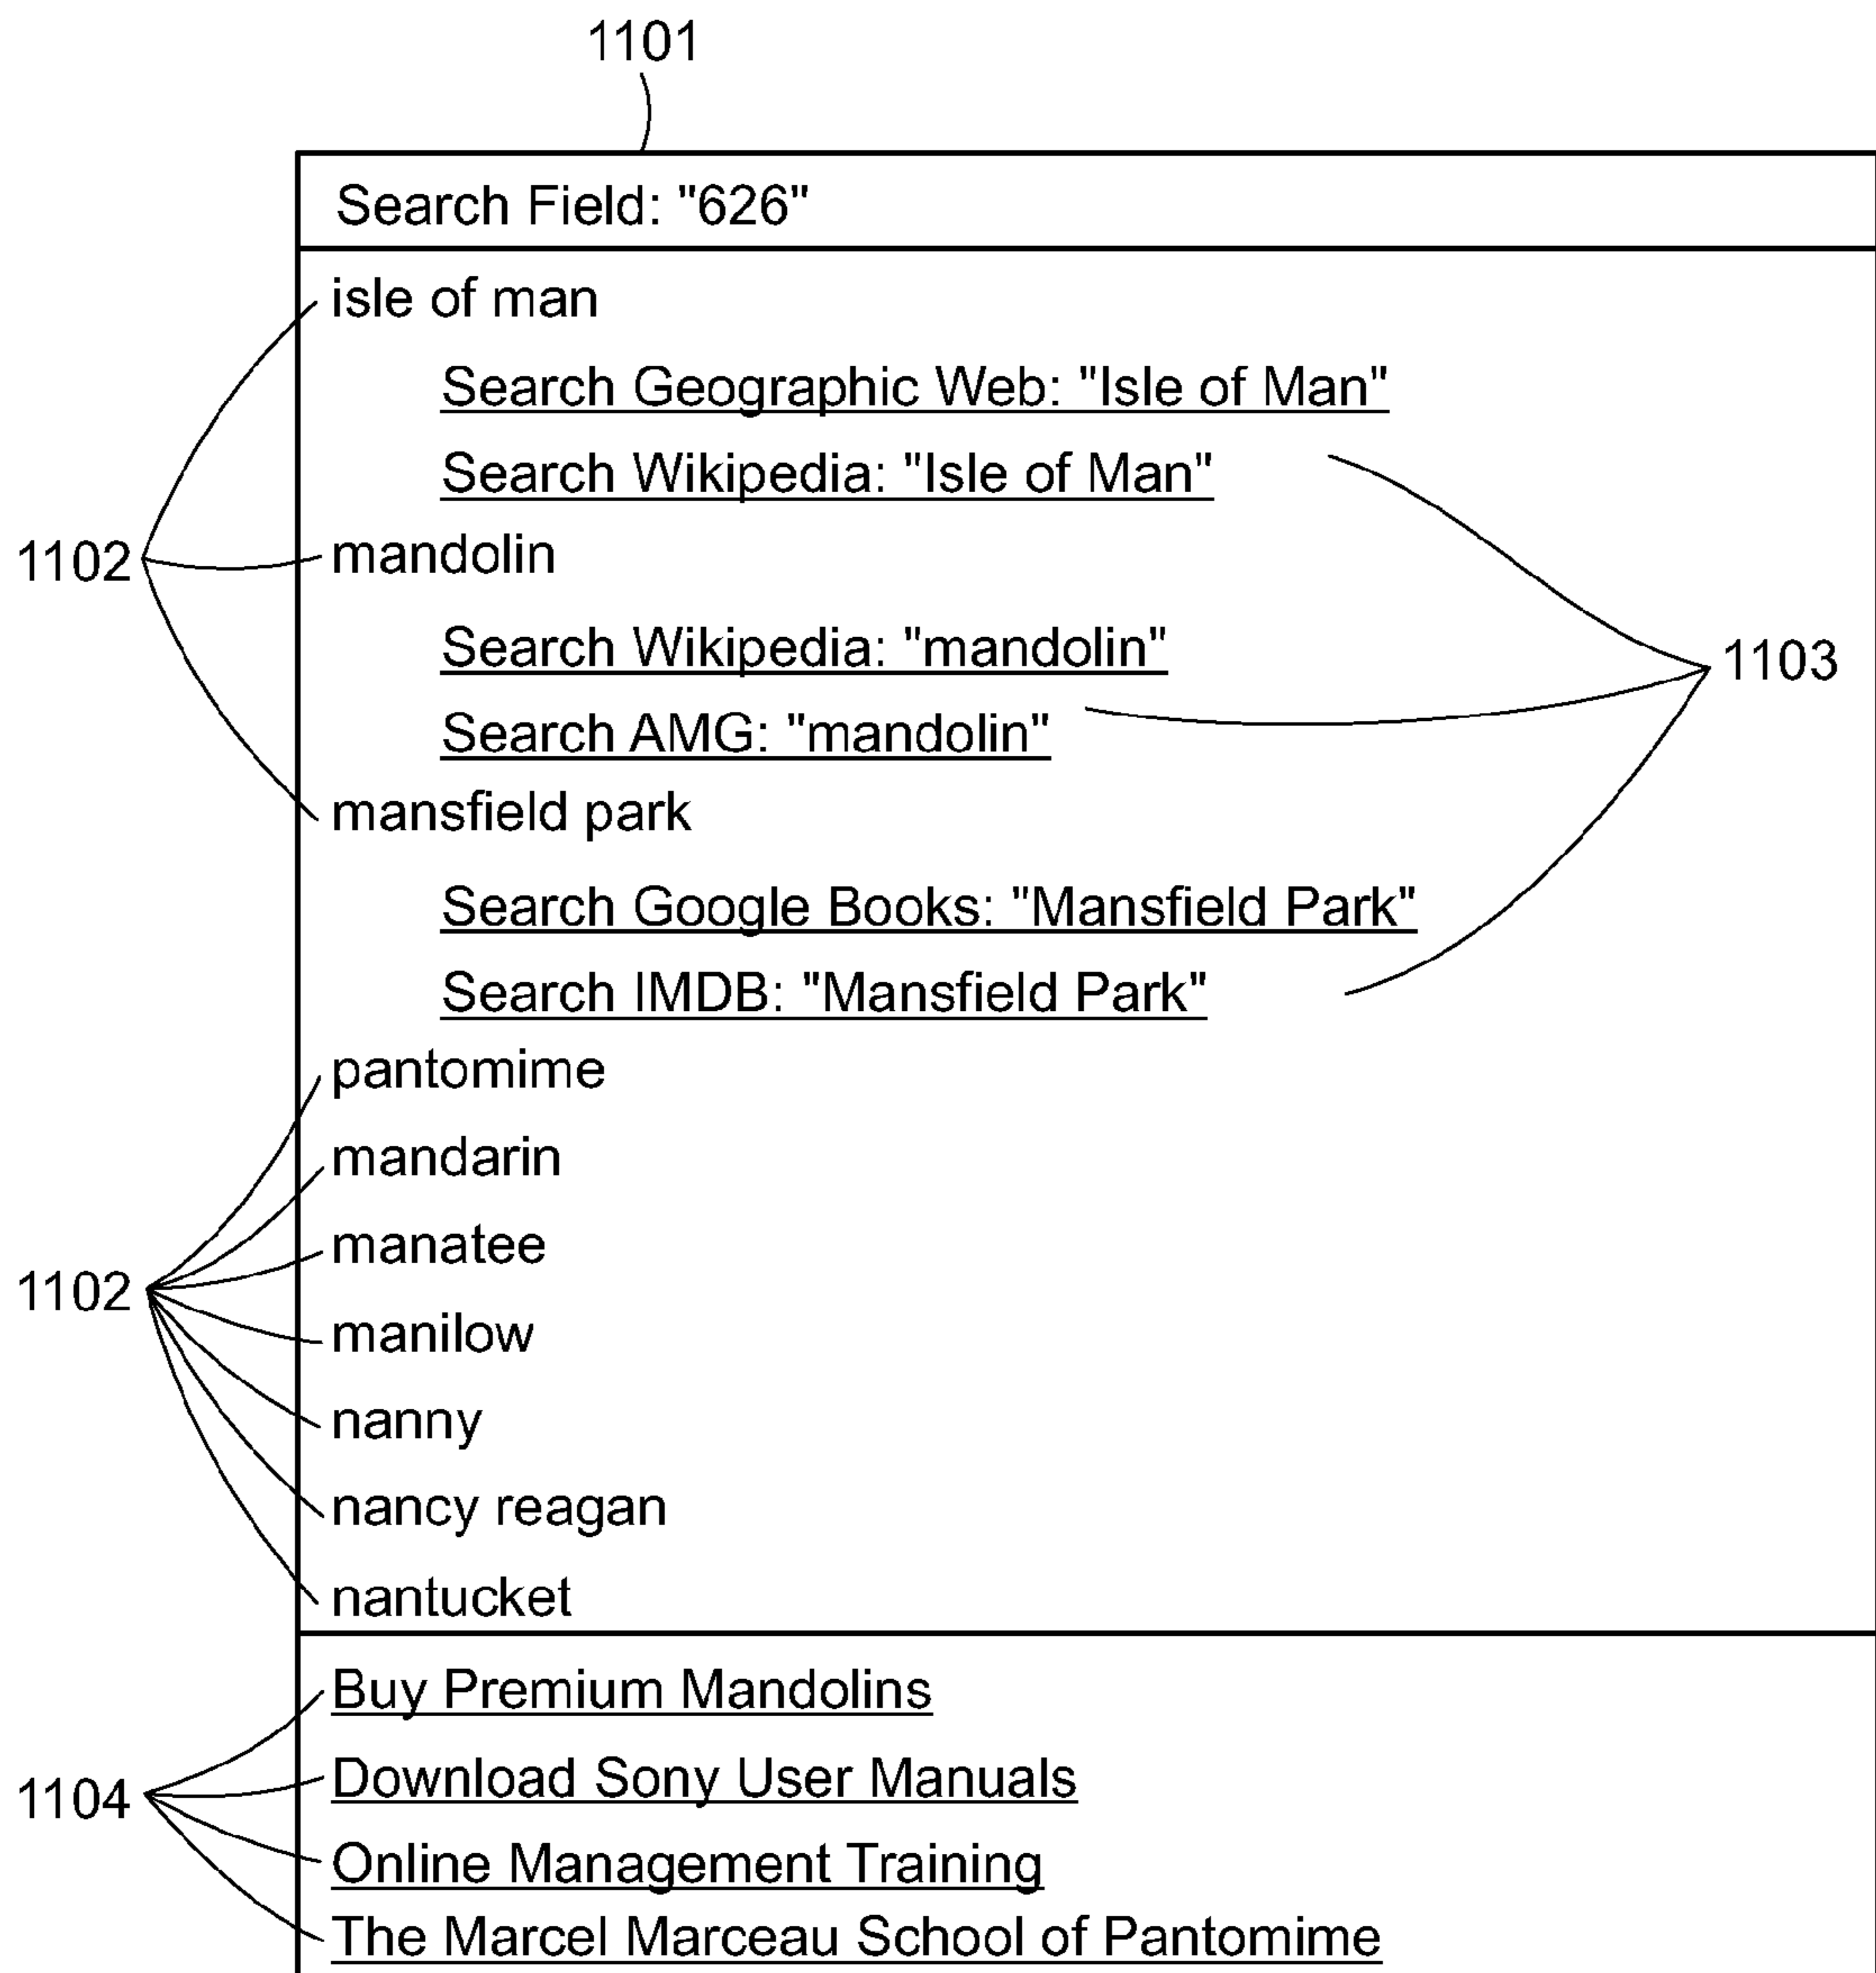 1101
Search Field: "626"
isle of man
Search Geographic Web: "Isle of Man"
Search Wikipedia: "Isle of Man"
1102
mandolin
Search Wikipedia: "mandolin"
1103
Search AMG: "mandolin"
mansfield park
Search Google Books: "Mansfield Park"
Search IMDB: "Mansfield Park"
pantomime
mandarin
manatee
1102
manilow
nanny
nancy reagan
nantucket
Buy Premium Mandolins
Download Sony User Manuals
1104
Online Management Training
The Marcel Marceau School of Pantomime